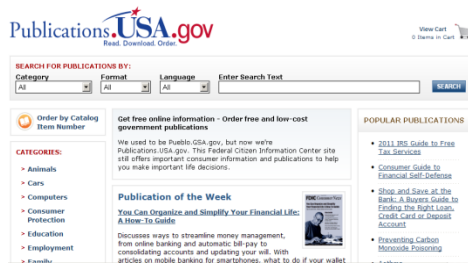 Publications.USA.gov
Read. Download. Order.
View Cart
0 Items in Cart
SEARCH FOR PUBLICATIONS BY:
Category Format Language Enter Search Text
All All All SEARCH
Order by Catalog
Item Number
CATEGORIES:
Animals
Cars
Computers
Consumer
Protection
Education
Employment
Family
Get free online information - Order free and low-cost
government publications
We used to be Pueblo.GSA.gov, but now we're
Publications.USA.gov. This Federal Citizen Information Center site
still offers important consumer information and publications to help
you make important life decisions.
Publication of the Week
You Can Organize and Simplify Your Financial Life:
A How-To Guide
Discusses ways to streamline money management,
from online banking and automatic bill-pay to
consolidating accounts and updating your will. With
articles on mobile banking for smartphones, what to do if your wallet
POPULAR PUBLICATIONS
2011 IRS Guide to Free
Tax Services
Consumer Guide to
Financial Self-Defense
Shop and Save at the
Bank: A Buyers Guide to
Finding the Right Loan,
Credit Card or Deposit
Account
Preventing Carbon
Monoxide Poisoning